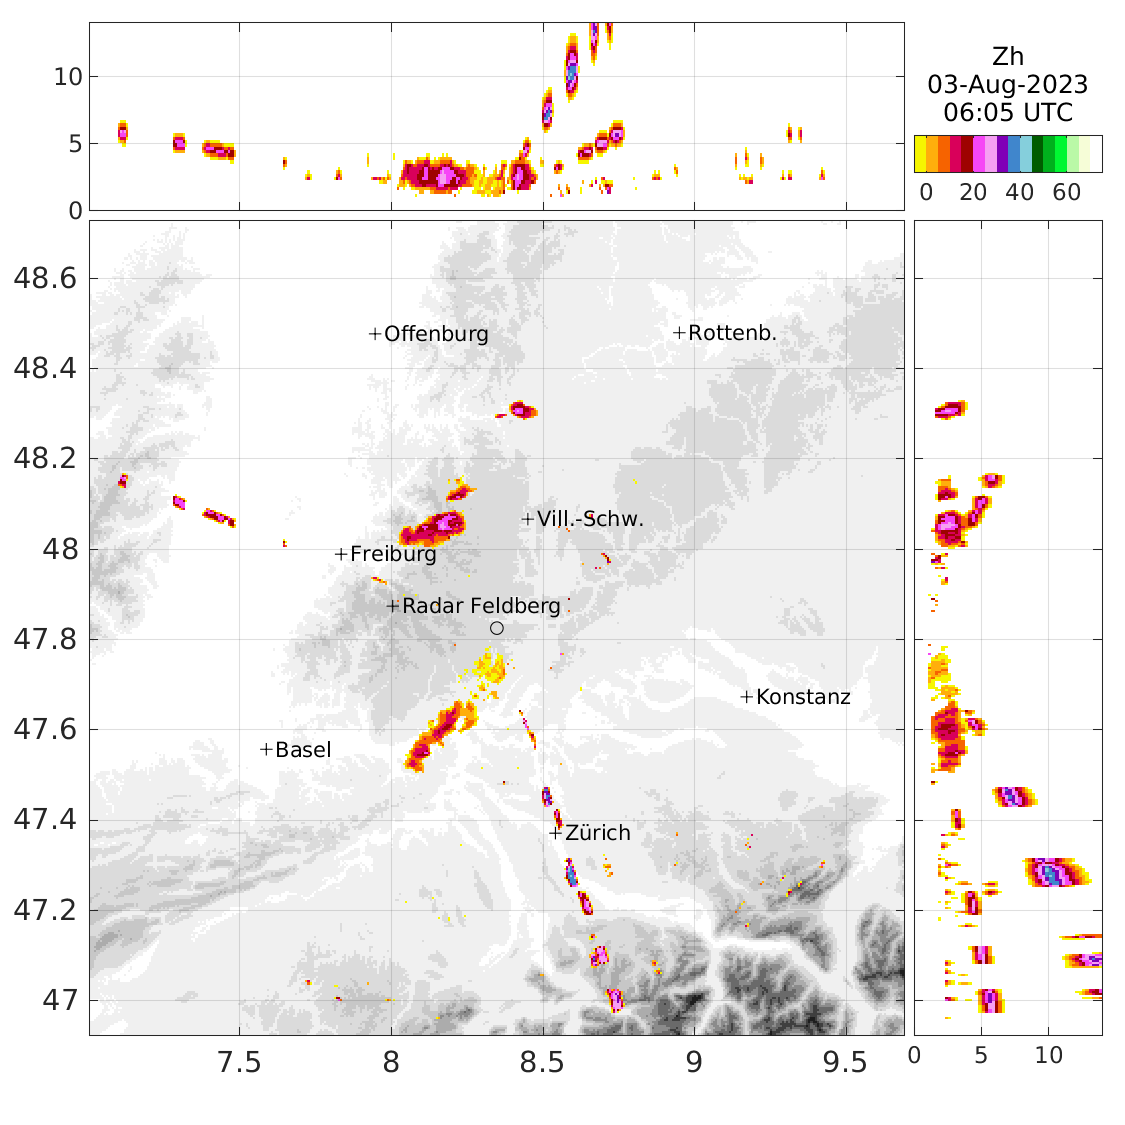 Zh
03-Aug-2023
06:05 UTC
0 20 40 60
10
5
0
48.6
48.4
48.2
48
47.8
47.6
47.4
47.2
47
Offenburg
Rottenb.
Vill.-Schw.
Freiburg
Radar Feldberg
Konstanz
Basel
Zürich
7.5 8 8.5 9 9.5
0 5 10